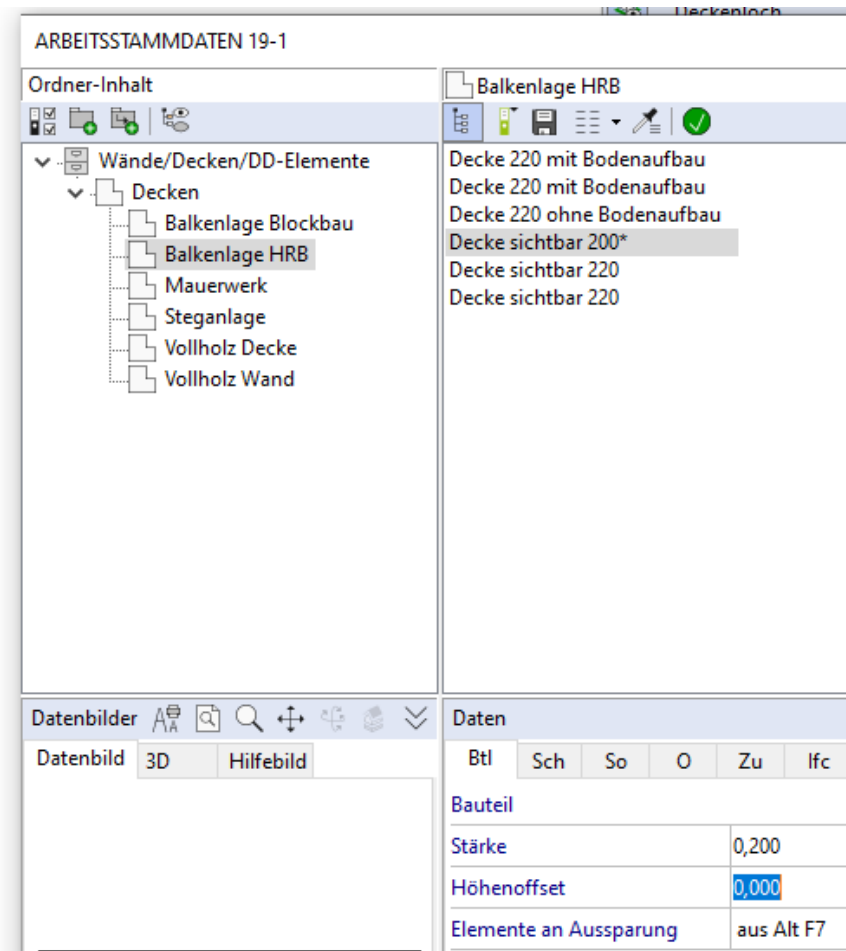 Deckenloch
ARBEITSSTAMMDATEN 19-1
Ordner-Inhalt
Wände/Decken/DD-Elemente
Decken
Balkenlage Blockbau
Balkenlage HRB
Mauerwerk
Steganlage
Vollholz Decke
Vollholz Wand
Balkenlage HRB
Decke 220 mit Bodenaufbau
Decke 220 mit Bodenaufbau
Decke 220 ohne Bodenaufbau
Decke sichtbar 200*
Decke sichtbar 220
Decke sichtbar 220
Datenbilder
Datenbild 3D Hilfebild
Daten
Btl Sch So O Zu Ifc
Bauteil
Stärke 0,200
Höhenoffset 0,000
Elemente an Aussparung aus Alt F7